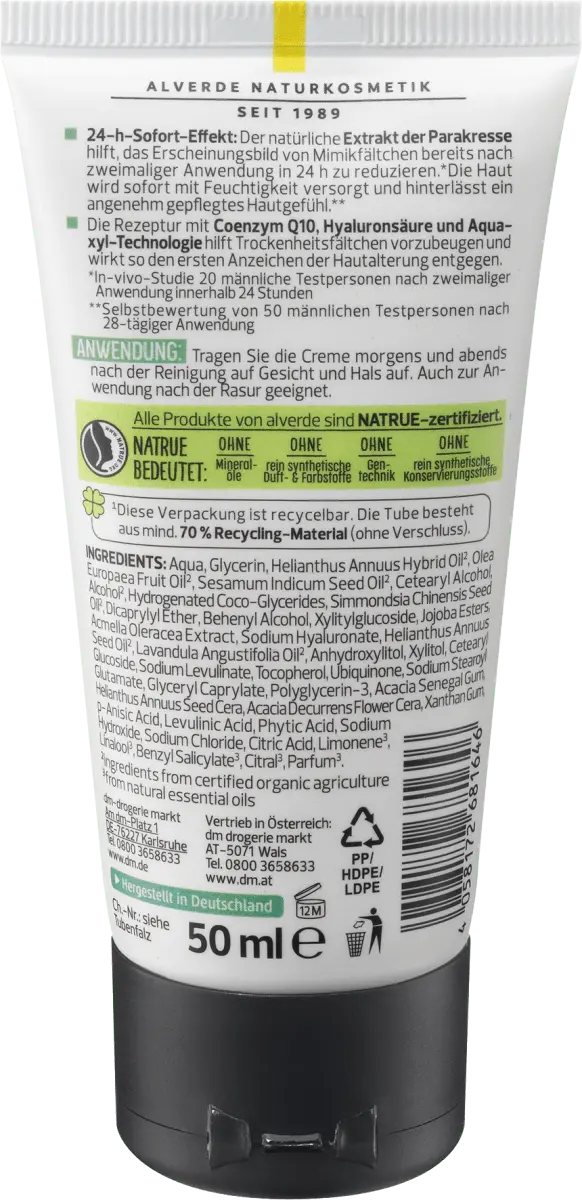 ALVERDE NATURKOSMETIK
SEIT 1989
24-h-Sofort-Effekt: Der natürliche Extrakt der Parakresse
hilft, das Erscheinungsbild von Mimikfältchen bereits nach
zweimaliger Anwendung in 24 h zu reduzieren.*Die Haut
wird sofort mit Feuchtigkeit versorgt und hinterlässt ein
angenehm gepflegtes Hautgefühl.**
Die Rezeptur mit Coenzym Q10, Hyaluronsäure und Aqua-
xyl-Technologie hilft Trockenheitsfältchen vorzubeugen und
wirkt so den ersten Anzeichen der Hautalterung entgegen.
*In-vivo-Studie 20 männliche Testpersonen nach zweimaliger
Anwendung innerhalb 24 Stunden
**Selbstbewertung von 50 männlichen Testpersonen nach
28-tägiger Anwendung
ANWENDUNG: Tragen Sie die Creme morgens und abends
nach der Reinigung auf Gesicht und Hals auf. Auch zur An-
wendung nach der Rasur geeignet.
Alle Produkte von alverde sind NATRUE-zertifiziert.
WWW.NATRUE.ORG
NATRUE
BEDEUTET:
OHNE
Mineral-
öle
OHNE
rein synthetische
Duft- & Farbstoffe
OHNE
Gen-
technik
OHNE
rein synthetische
Konservierungsstoffe
¹Diese Verpackung ist recycelbar. Die Tube besteht
aus mind. 70 % Recycling-Material (ohne Verschluss).
INGREDIENTS: Aqua, Glycerin, Helianthus Annuus Hybrid Oil², Olea
Europaea Fruit Oil², Sesamum Indicum Seed Oil², Cetearyl Alcohol,
Alcohol², Hydrogenated Coco-Glycerides, Simmondsia Chinensis Seed
Oil², Dicaprylyl Ether, Behenyl Alcohol, Xylitylglucoside, Jojoba Esters,
Acmella Oleracea Extract, Sodium Hyaluronate, Helianthus Annuus
Seed Oil², Lavandula Angustifolia Oil², Anhydroxylitol, Xylitol, Cetearyl
Glucoside, Sodium Levulinate, Tocopherol, Ubiquinone, Sodium Stearoyl
Glutamate, Glyceryl Caprylate, Polyglycerin-3, Acacia Senegal Gum,
Helianthus Annuus Seed Cera, Acacia Decurrens Flower Cera, Xanthan Gum,
p-Anisic Acid, Levulinic Acid, Phytic Acid, Sodium
Hydroxide, Sodium Chloride, Citric Acid, Limonene³,
Linalool³, Benzyl Salicylate³, Citral³, Parfum³.
²ingredients from certified organic agriculture
³from natural essential oils
dm-drogerie markt
Am dm-Platz 1
DE-76227 Karlsruhe
Tel. 0800 3658633
www.dm.de
Vertrieb in Österreich:
dm drogerie markt
AT-5071 Wals
Tel. 0800 3658633
www.dm.at
PP/
HDPE/
LDPE
4 058172 681646
Hergestellt in Deutschland
Ch.-Nr.: siehe
Tubenfalz
12 M
50 ml e